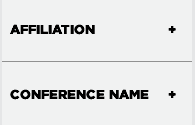 AFFILIATION +
CONFERENCE NAME +